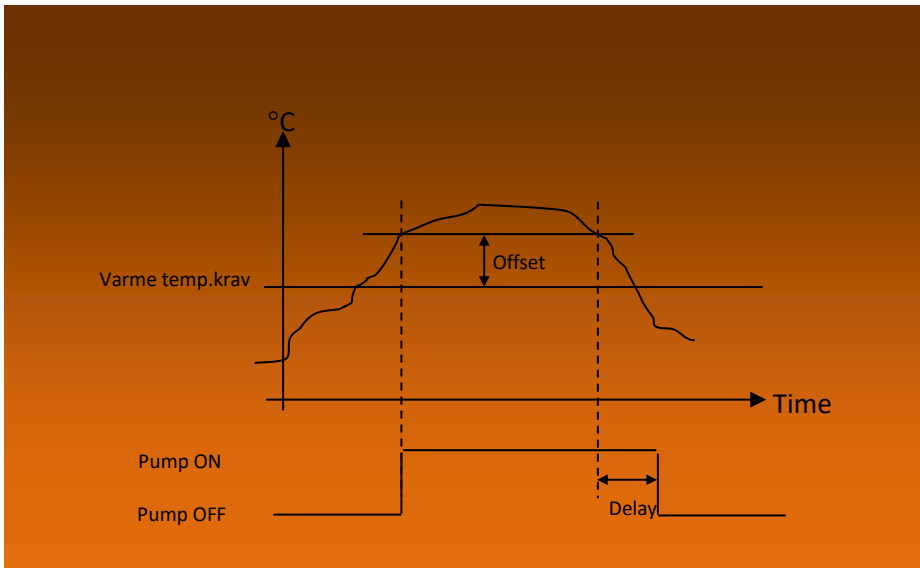 °C
Offset
Varme temp.krav
Time
Pump ON
Pump OFF
Delay